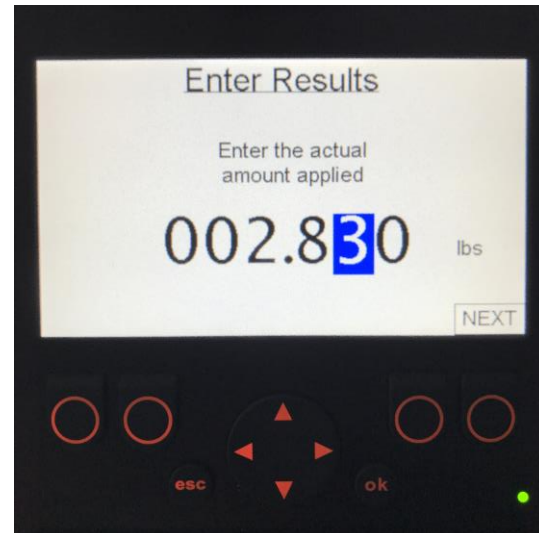 Enter Results
Enter the actual
amount applied
002.830 lbs
NEXT
esc ok